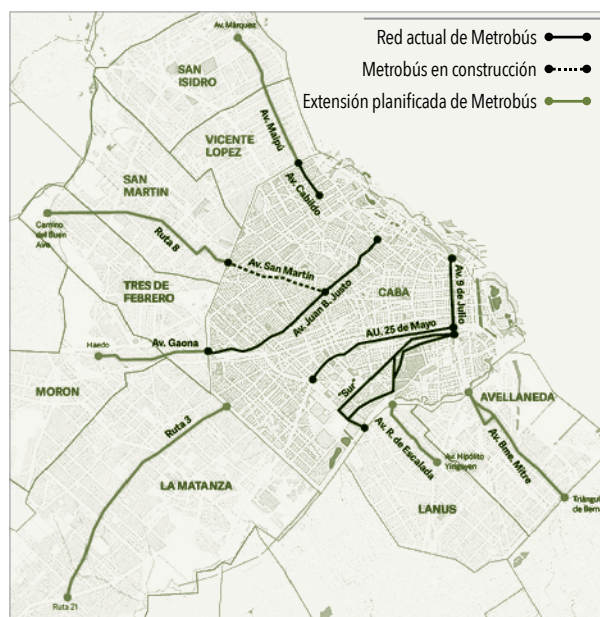 Red actual de Metrobús
Metrobús en construcción
Extensión planificada de Metrobús
Av. Márquez
SAN
ISIDRO
Av. Maipú
VICENTE
LOPEZ
Av. Cabildo
SAN
MARTIN
Camino
del Buen
Aire
Ruta 8
Av. San Martín
TRES DE
FEBRERO
CABA
Av. 9 de Julio
Av. Juan B. Justo
AU. 25 de Mayo
Av. Gaona
Haedo
MORON
"Sur"
AVELLANEDA
Ruta 3
Av. R. de Escalada
Av. Hipólito
Yirigoyen
Av. Bme. Mitre
LA MATANZA
LANUS
Triángul
de Berna
Ruta 21